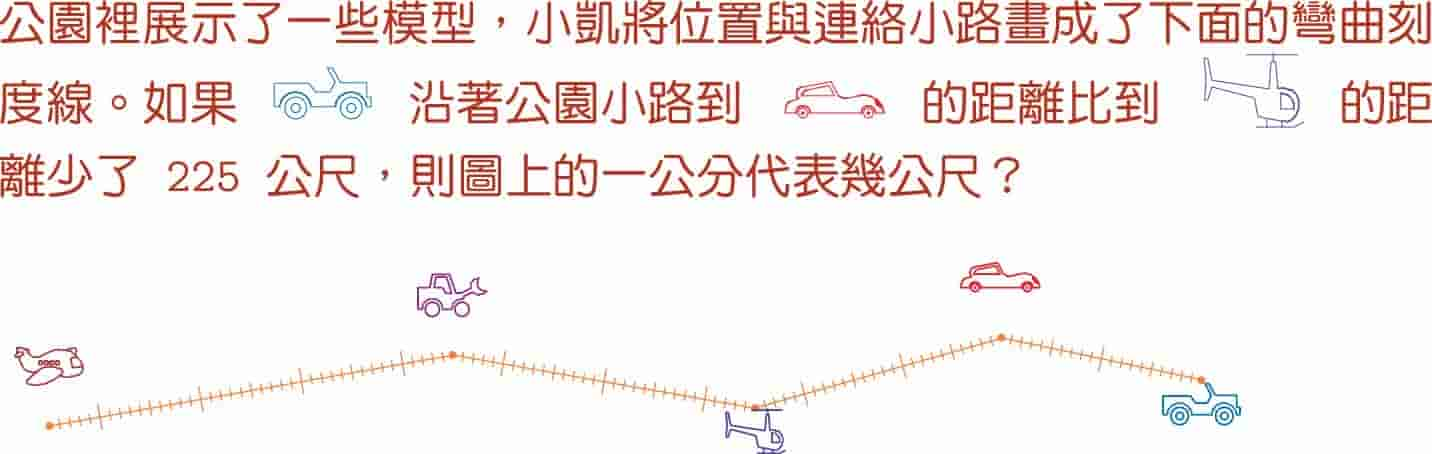 公園裡展示了一些模型，小凱將位置與連絡小路畫成了下面的彎曲刻
度線。如果 沿著公園小路到 的距離比到 的距
離少了 225 公尺，則圖上的一公分代表幾公尺？